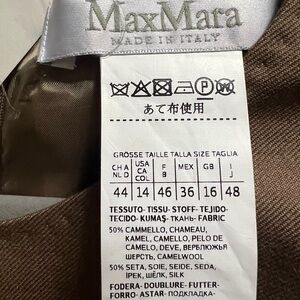 MaxMara
MADE IN ITALY
P
あて布使用
GRÖSSE TAILLE TALLA SIZE TAGLIA
CH A NL D
USA CA COL
F B
MEX
GB
I J
44 14 46 36 16 48
TESSUTO-TISSU-STOFF-TEJIDO-
TECIDO-KUMAŞ-ТКАНЬ-FABRIC
50% CAMMELLO, CHAMEAU,
KAMEL, CAMELLO, PELO DE
CAMELO, DEVE, ВЕРБЛЮЖЬЯ
ШЕРСТЬ, CAMELWOOL
50% SETA, SOIE, SEIDE, SEDA,
İPEK, ШЁЛК, SILK
FODERA-DOUBLURE-FUTTER-
FORRO-ASTAR-ПОДКЛАДКА-